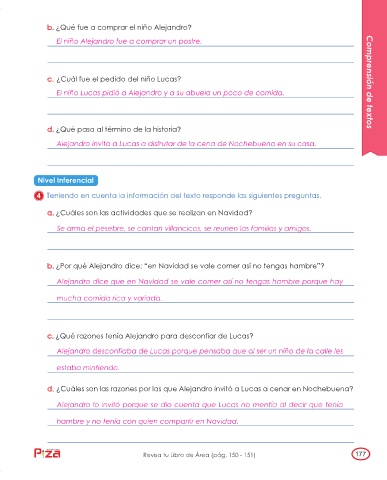 b. ¿Qué fue a comprar el niño Alejandro?
El niño Alejandro fue a comprar un postre.
c. ¿Cuál fue el pedido del niño Lucas?
El niño Lucas pidió a Alejandro y a su abuela un poco de comida.
d. ¿Qué pasa al término de la historia?
Alejandro invita a Lucas a disfrutar de la cena de Nochebuena en su casa.
Comprensión de textos
Nivel Inferencial
4 Teniendo en cuenta la información del texto responde las siguientes preguntas.
a. ¿Cuáles son las actividades que se realizan en Navidad?
Se arma el pesebre, se cantan villancicos, se reúnen las familias y amigos.
b. ¿Por qué Alejandro dice: “en Navidad se vale comer así no tengas hambre”?
Alejandro dice que en Navidad se vale comer así no tengas hambre porque hay
mucha comida rica y variada.
c. ¿Qué razones tenía Alejandro para desconfiar de Lucas?
Alejandro desconfiaba de Lucas porque pensaba que al ser un niño de la calle les
estaba mintiendo.
d. ¿Cuáles son las razones por las que Alejandro invitó a Lucas a cenar en Nochebuena?
Alejandro lo invitó porque se dio cuenta que Lucas no mentía al decir que tenía
hambre y no tenía con quien compartir en Navidad.
Piza
Revisa tu Libro de Área (pág. 150 - 151)
177